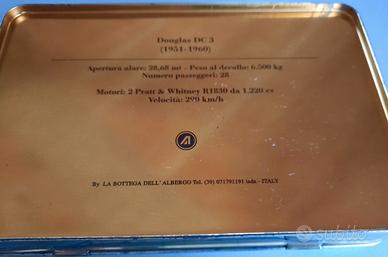 Douglas DC 3
(1951-1960)
Apertura alare: 28,68 mt - Peso al decollo: 6.500 kg
Numero passeggeri: 28
Motori: 2 Pratt & Whitney R1830 da 1.220 cv
Velocità: 290 km/h
By LA BOTTEGA DELL' ALBERGO Tel. (39) 071791191 - ITALY
subito